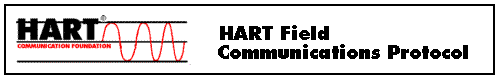 HART®
COMMUNICATION FOUNDATION
HART Field
Communications Protocol